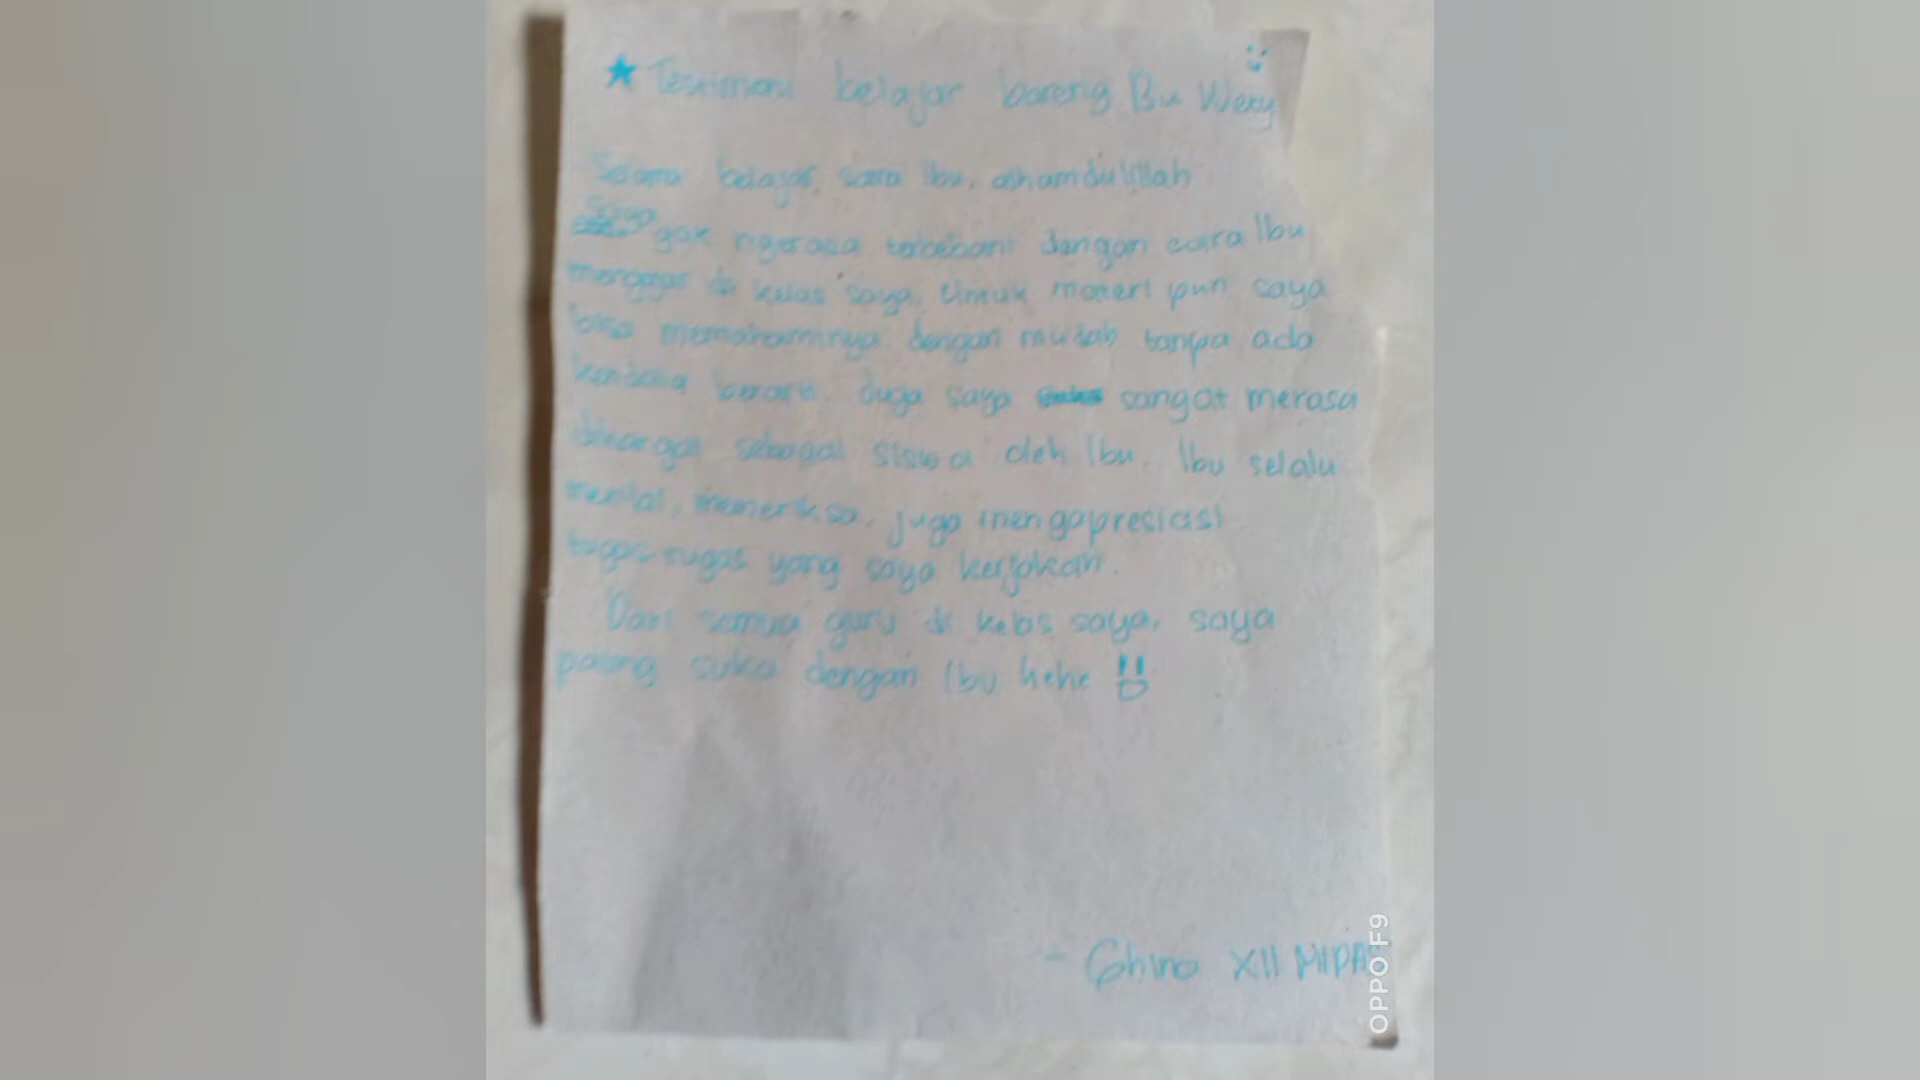 ★ Testimoni belajar bareng Bu Weny
Selama belajar sama Ibu, alhamdulillah
saya gak ngerasa terbebani dengan cara Ibu
mengajar di kelas saya. Untuk materi pun saya
bisa memahaminya dengan mudah tanpa ada
kendala berarti. Juga saya sangat merasa
dihargai sebagai siswa oleh Ibu. Ibu selalu
menilai, memeriksa, juga mengapresiasi
tugas-tugas yang saya kerjakan.
Dari semua guru di kelas saya, saya
paling suka dengan Ibu hehe
- Ghina XII MIPA
OPPO F9